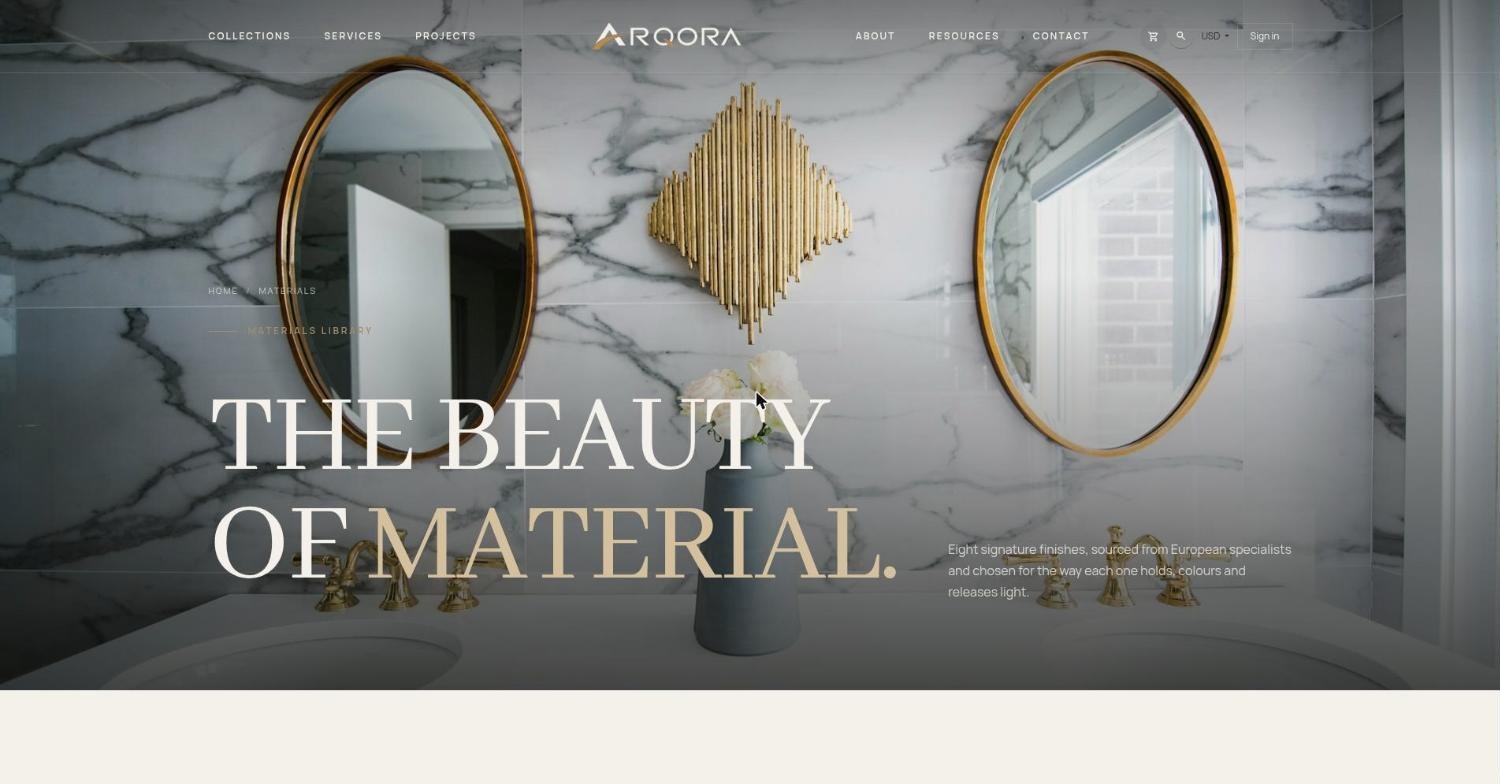 COLLECTIONS SERVICES PROJECTS ARQORA ABOUT RESOURCES CONTACT USD Sign in
HOME / MATERIALS
MATERIALS LIBRARY
THE BEAUTY
OF MATERIAL.
Eight signature finishes, sourced from European specialists
and chosen for the way each one holds, colours and
releases light.